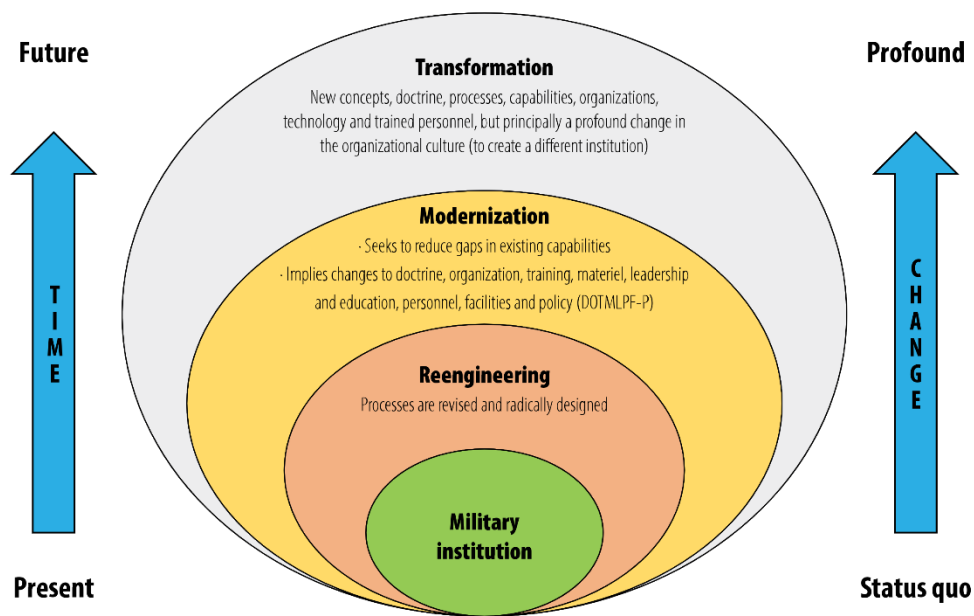 Future
Profound
Transformation
New concepts, doctrine, processes, capabilities, organizations,
technology and trained personnel, but principally a profound change in
the organizational culture (to create a different institution)
Modernization
· Seeks to reduce gaps in existing capabilities
· Implies changes to doctrine, organization, training, materiel, leadership
and education, personnel, facilities and policy (DOTMLPF-P)
TIME
CHANGE
Reengineering
Processes are revised and radically designed
Military
institution
Present
Status quo